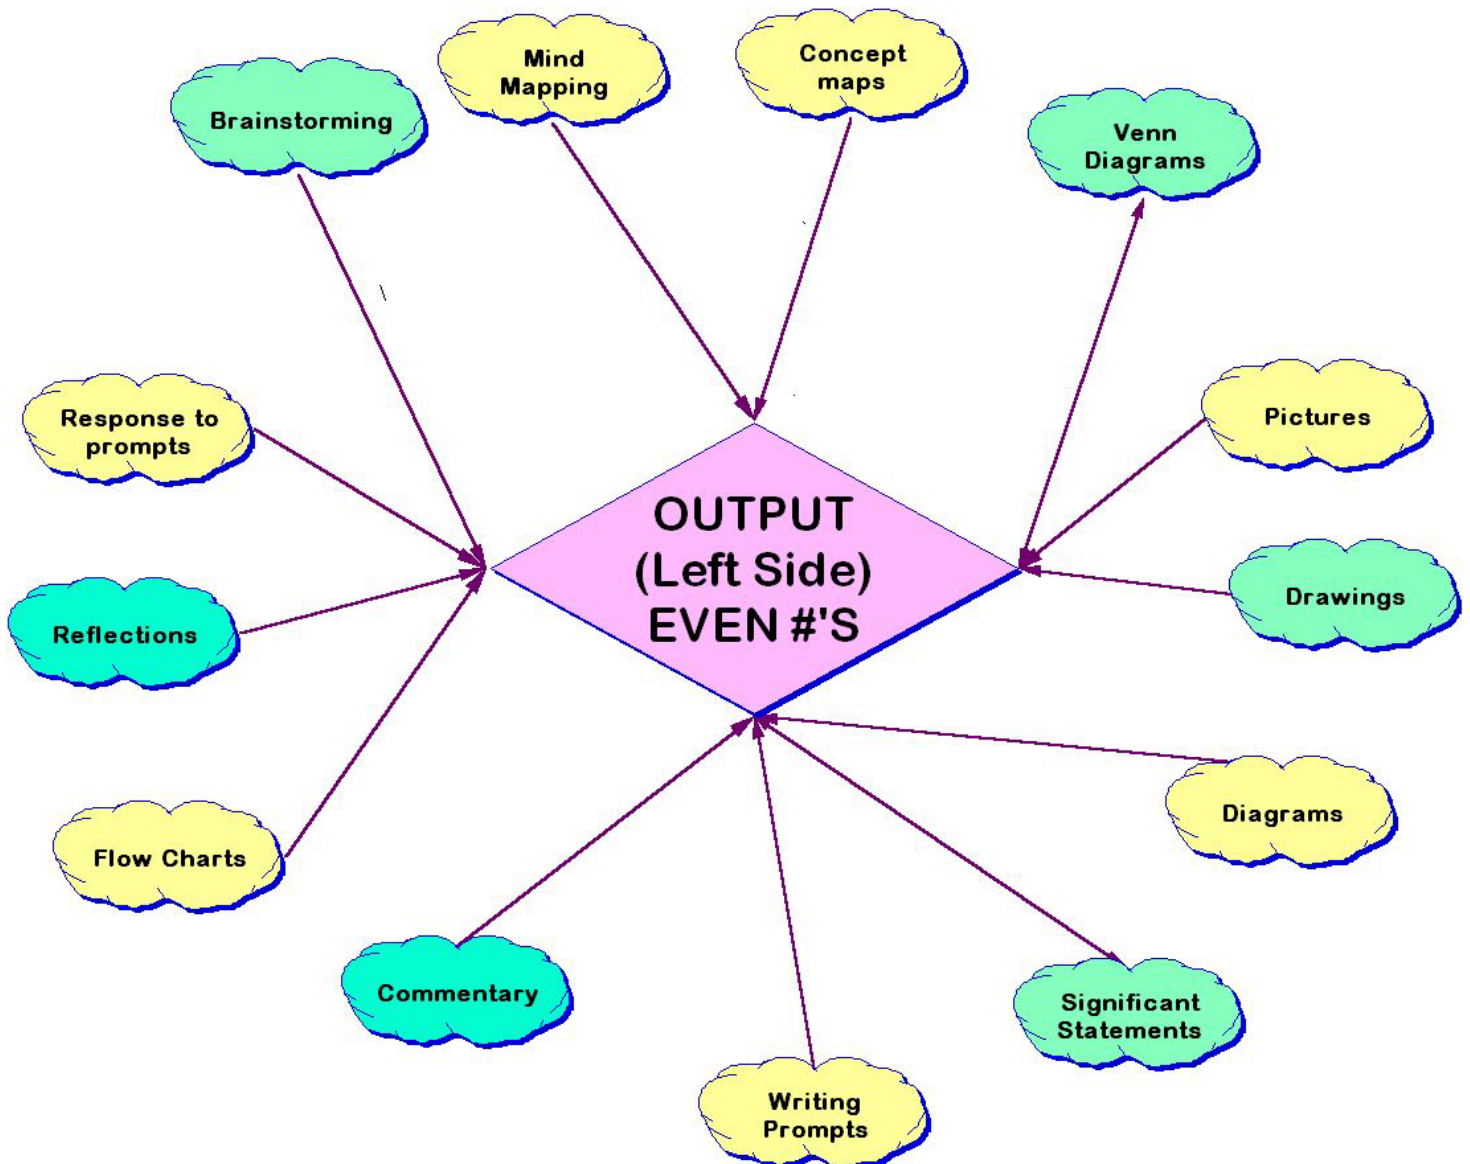 Mind
Mapping
Concept
maps
Brainstorming
Venn
Diagrams
Response to
prompts
Pictures
OUTPUT
(Left Side)
EVEN #'S
Drawings
Reflections
Diagrams
Flow Charts
Commentary
Significant
Statements
Writing
Prompts